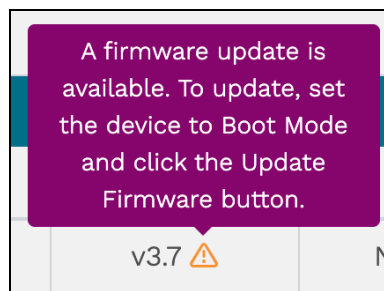 A firmware update is
available. To update, set
the device to Boot Mode
and click the Update
Firmware button.
v3.7